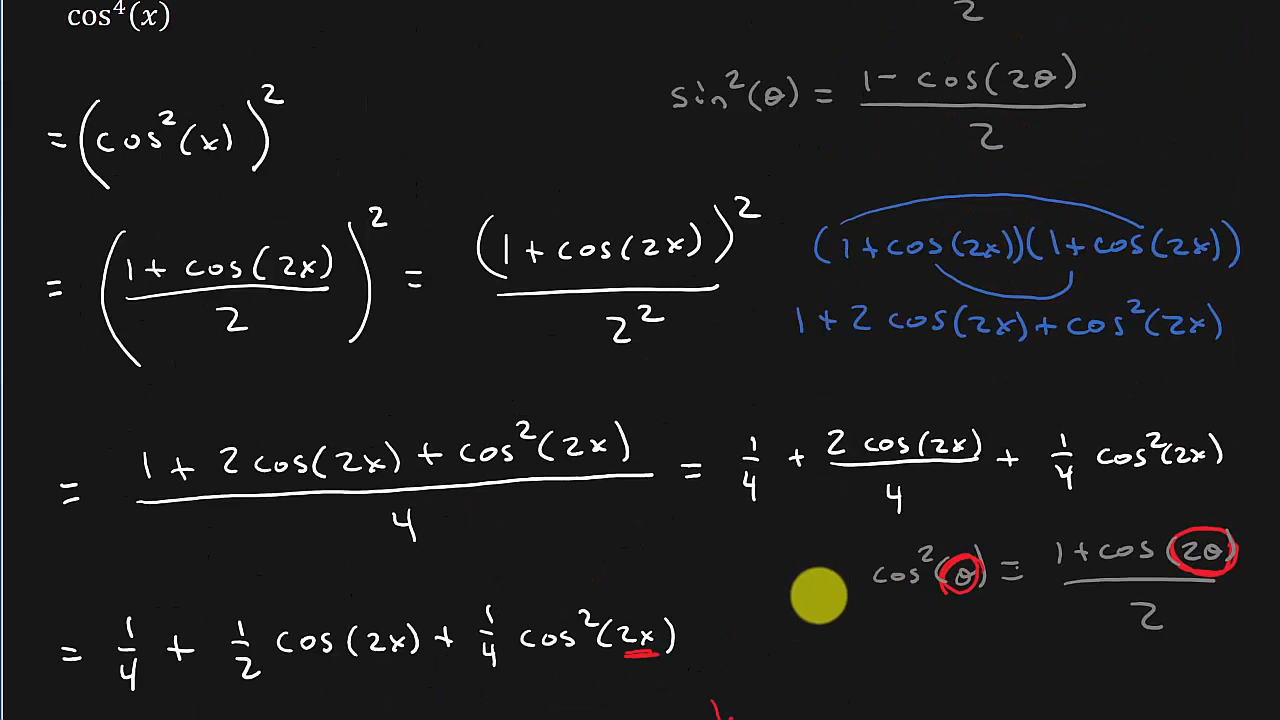 cos⁴(x)
2
sin²(θ) = (1 - cos(2θ))/2
= (cos²(x))²
= ((1 + cos(2x))/2)² = (1 + cos(2x))²/2²
(1 + cos(2x))(1 + cos(2x))
1 + 2 cos(2x) + cos²(2x)
= (1 + 2cos(2x) + cos²(2x))/4 = 1/4 + 2 cos(2x)/4 + 1/4 cos²(2x)
cos²(θ) = (1 + cos(2θ))/2
= 1/4 + 1/2 cos(2x) + 1/4 cos²(2x)